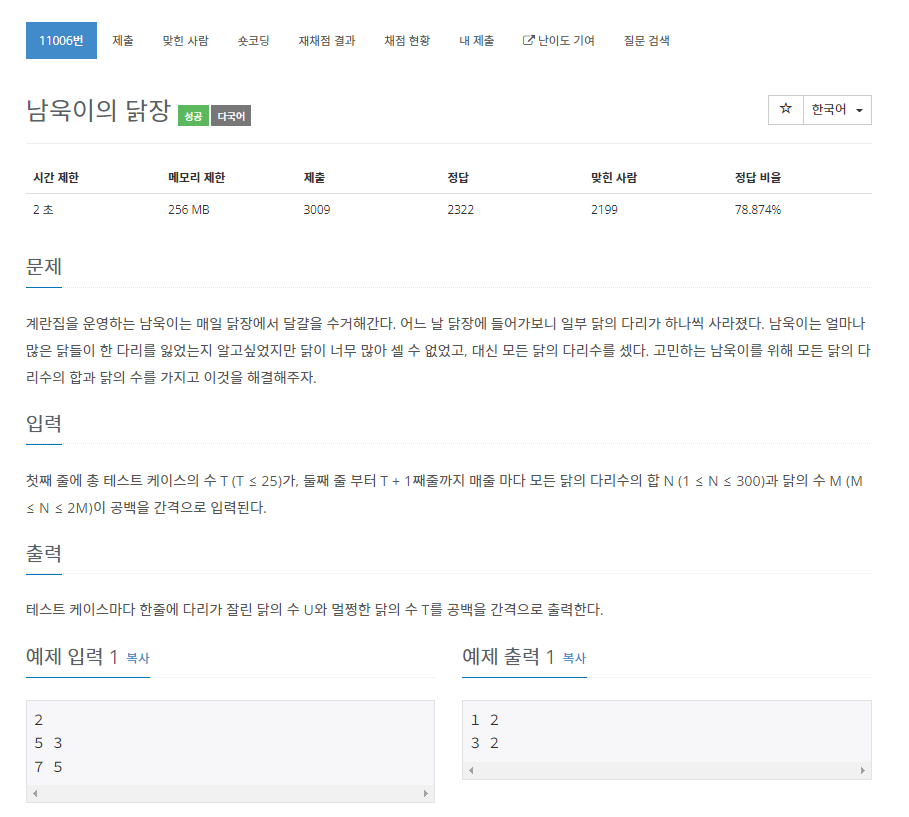 11006번 제출 맞힌 사람 숏코딩 재채점 결과 채점 현황 내 제출 난이도 기여 질문 검색
남욱이의 닭장 성공 다국어 ☆ 한국어
시간 제한 메모리 제한 제출 정답 맞힌 사람 정답 비율
2 초 256 MB 3009 2322 2199 78.874%
문제
계란집을 운영하는 남욱이는 매일 닭장에서 달걀을 수거해간다. 어느 날 닭장에 들어가보니 일부 닭의 다리가 하나씩 사라졌다. 남욱이는 얼마나
많은 닭들이 한 다리를 잃었는지 알고싶었지만 닭이 너무 많아 셀 수 없었고, 대신 모든 닭의 다리수를 셌다. 고민하는 남욱이를 위해 모든 닭의 다
리수의 합과 닭의 수를 가지고 이것을 해결해주자.
입력
첫째 줄에 총 테스트 케이스의 수 T (T ≤ 25)가, 둘째 줄 부터 T + 1째줄까지 매줄 마다 모든 닭의 다리수의 합 N (1 ≤ N ≤ 300)과 닭의 수 M (M
≤ N ≤ 2M)이 공백을 간격으로 입력된다.
출력
테스트 케이스마다 한줄에 다리가 잘린 닭의 수 U와 멀쩡한 닭의 수 T를 공백을 간격으로 출력한다.
예제 입력 1 복사
2
5 3
7 5
예제 출력 1 복사
1 2
3 2